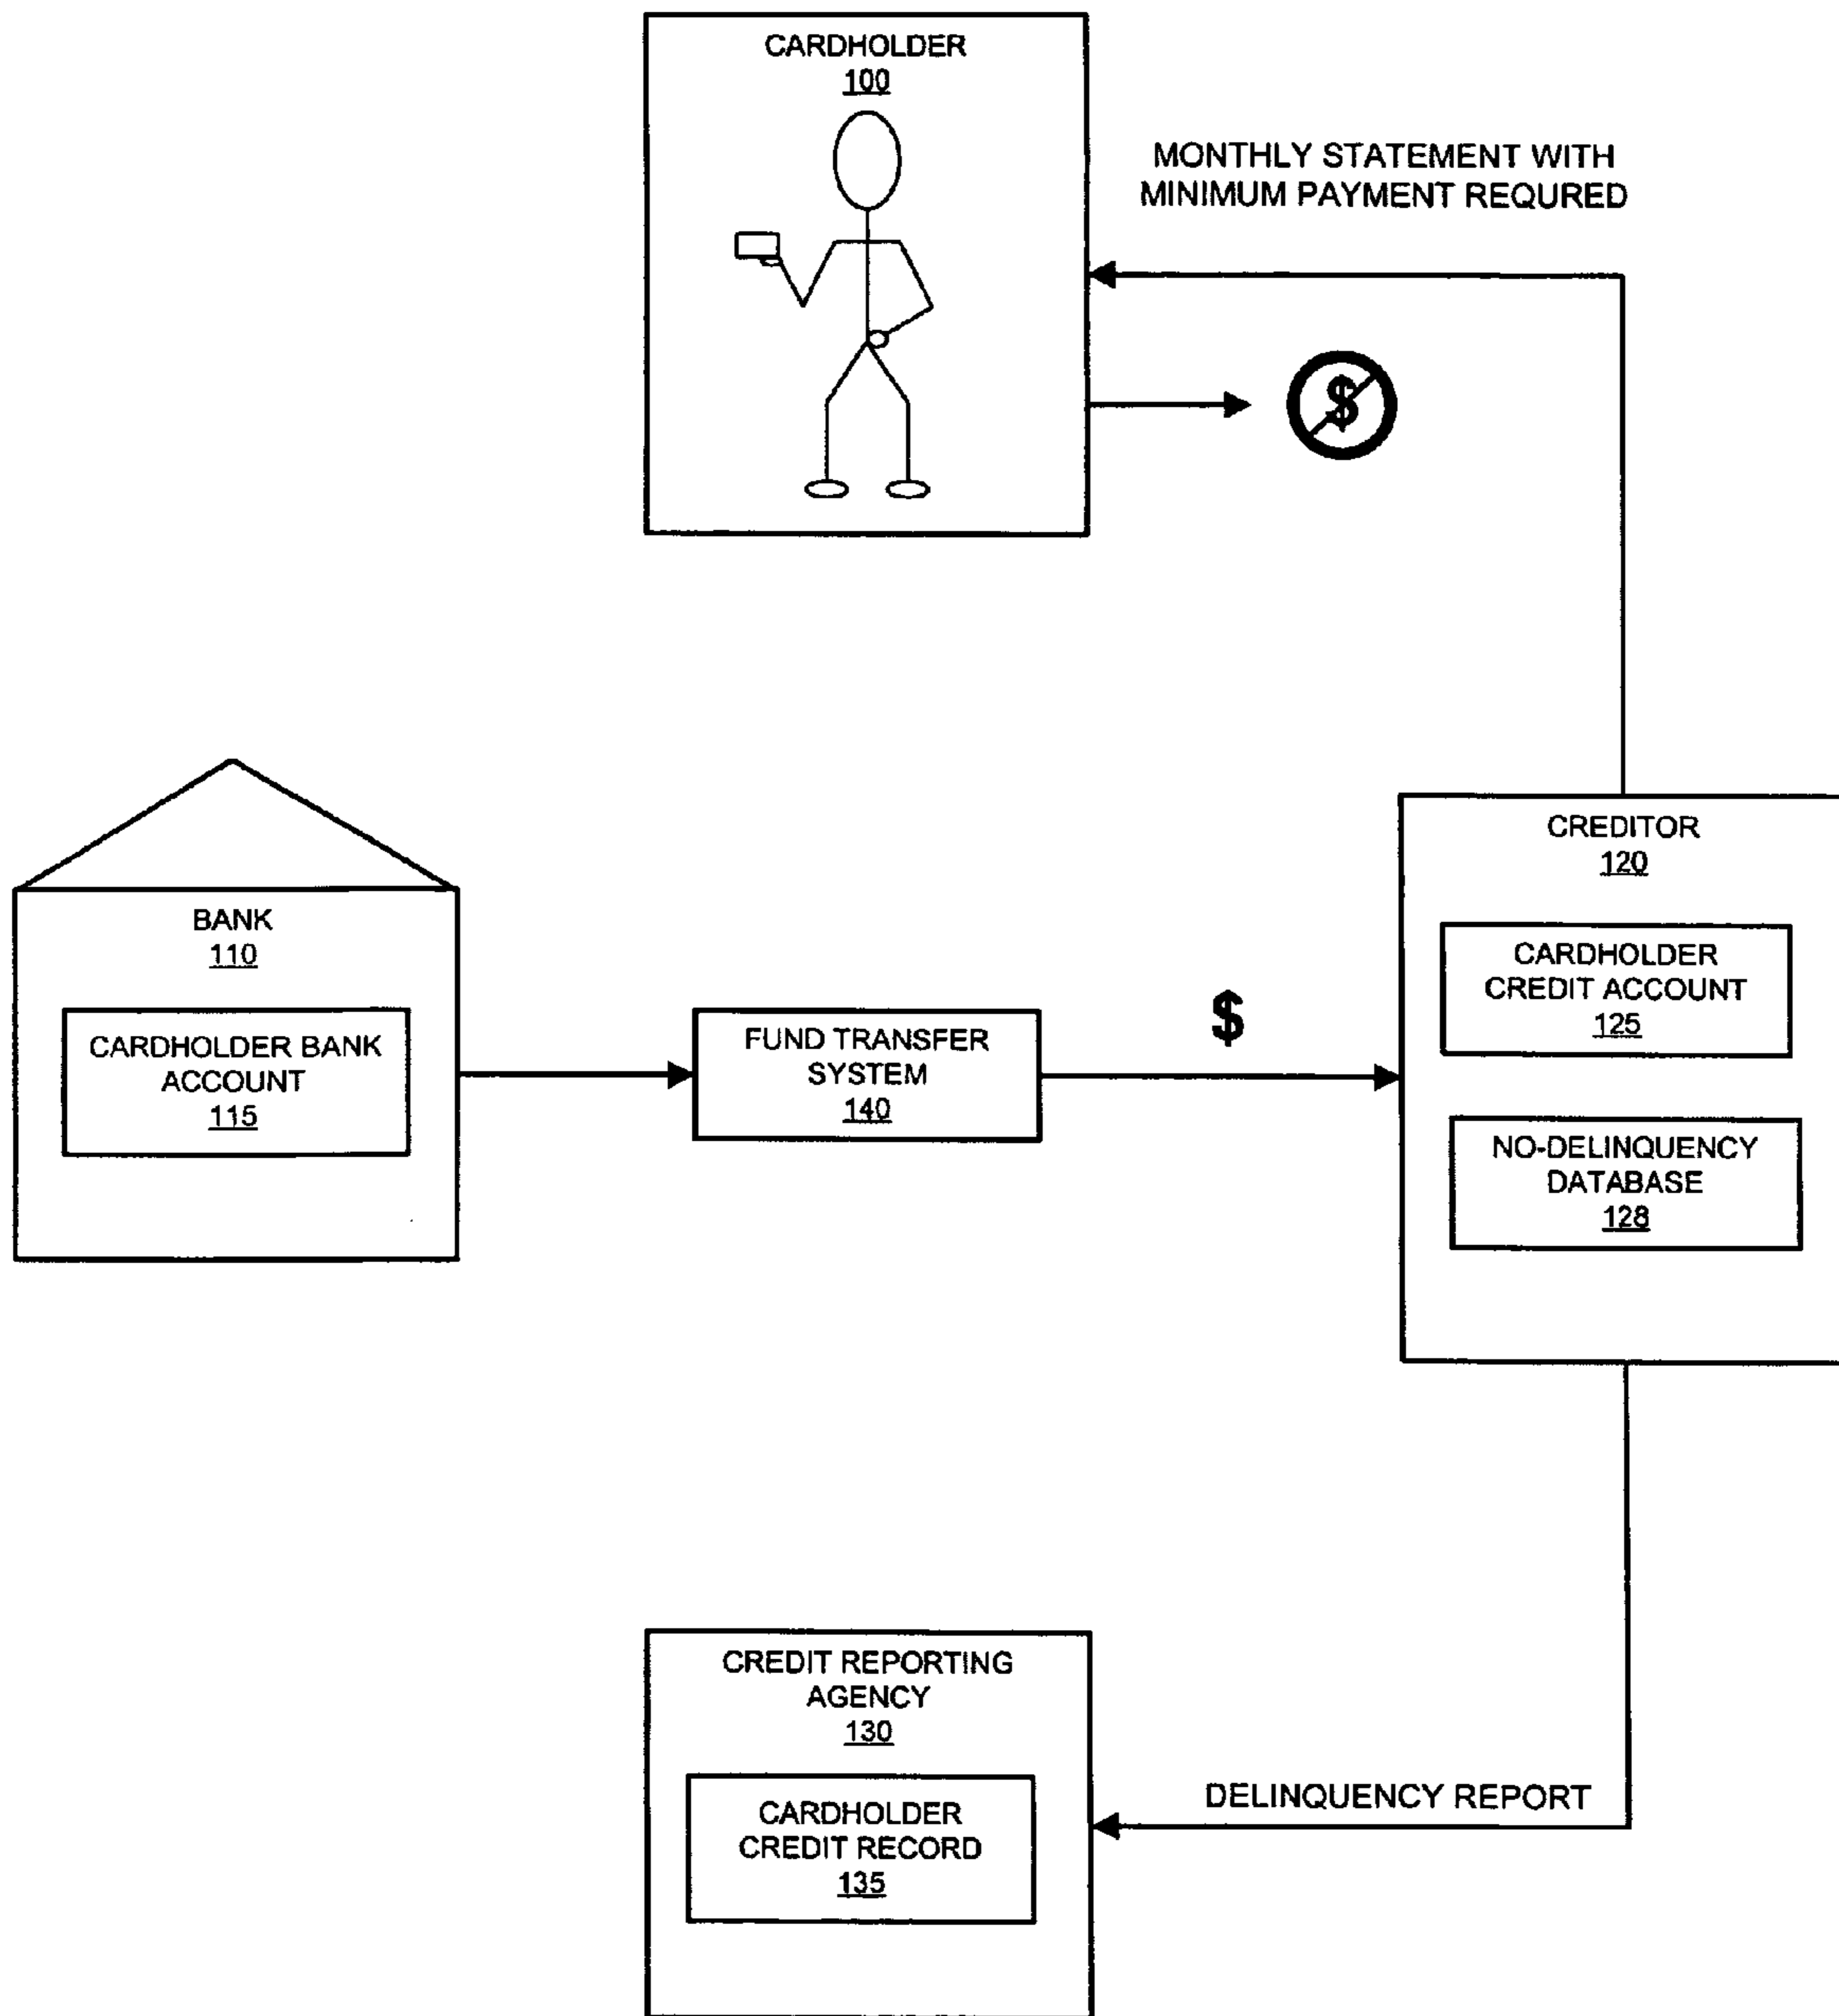 CARDHOLDER
100
MONTHLY STATEMENT WITH
MINIMUM PAYMENT REQURED
$
BANK
110
CARDHOLDER BANK
ACCOUNT
115
FUND TRANSFER
SYSTEM
140
$
CREDITOR
120
CARDHOLDER
CREDIT ACCOUNT
125
NO-DELINQUENCY
DATABASE
128
CREDIT REPORTING
AGENCY
130
CARDHOLDER
CREDIT RECORD
135
DELINQUENCY REPORT